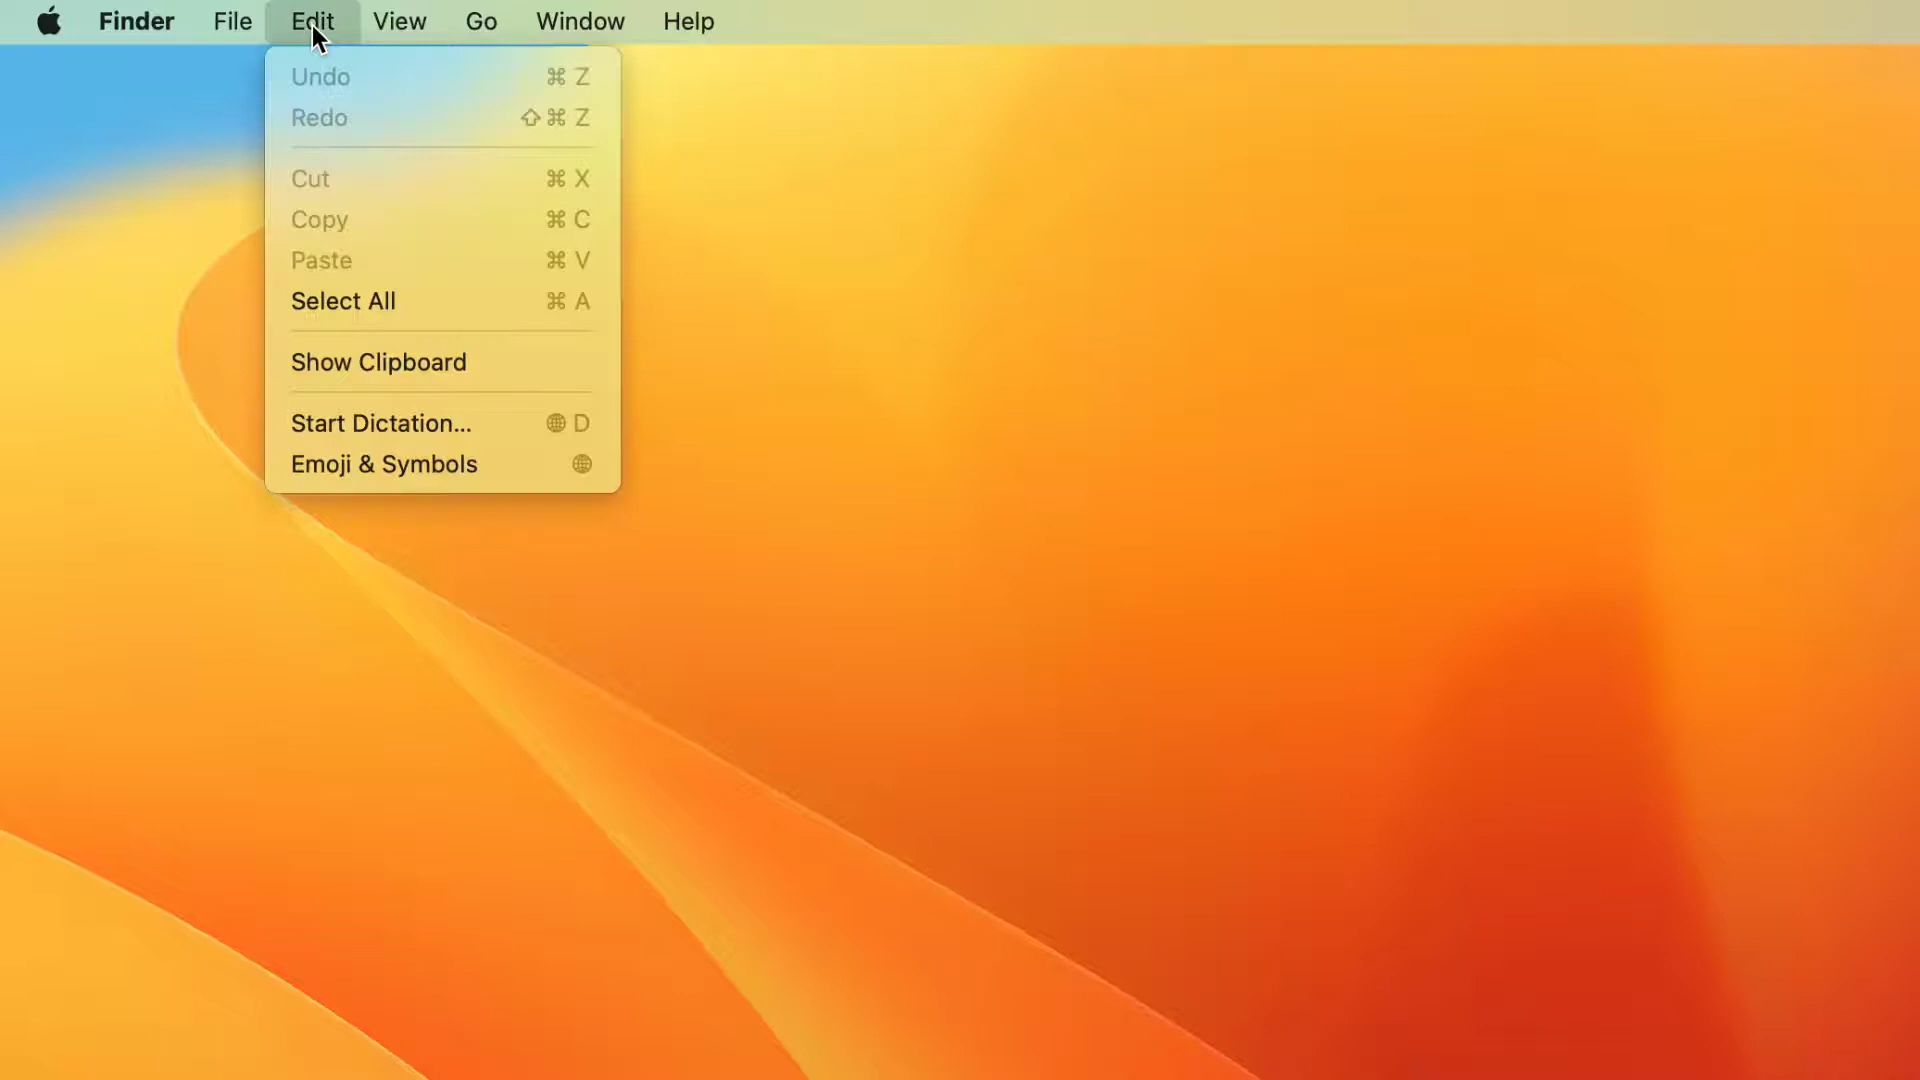 Finder File Edit View Go Window Help
Undo ⌘ Z
Redo ⇧ ⌘ Z
Cut ⌘ X
Copy ⌘ C
Paste ⌘ V
Select All ⌘ A
Show Clipboard
Start Dictation... 🌐 D
Emoji & Symbols 🌐